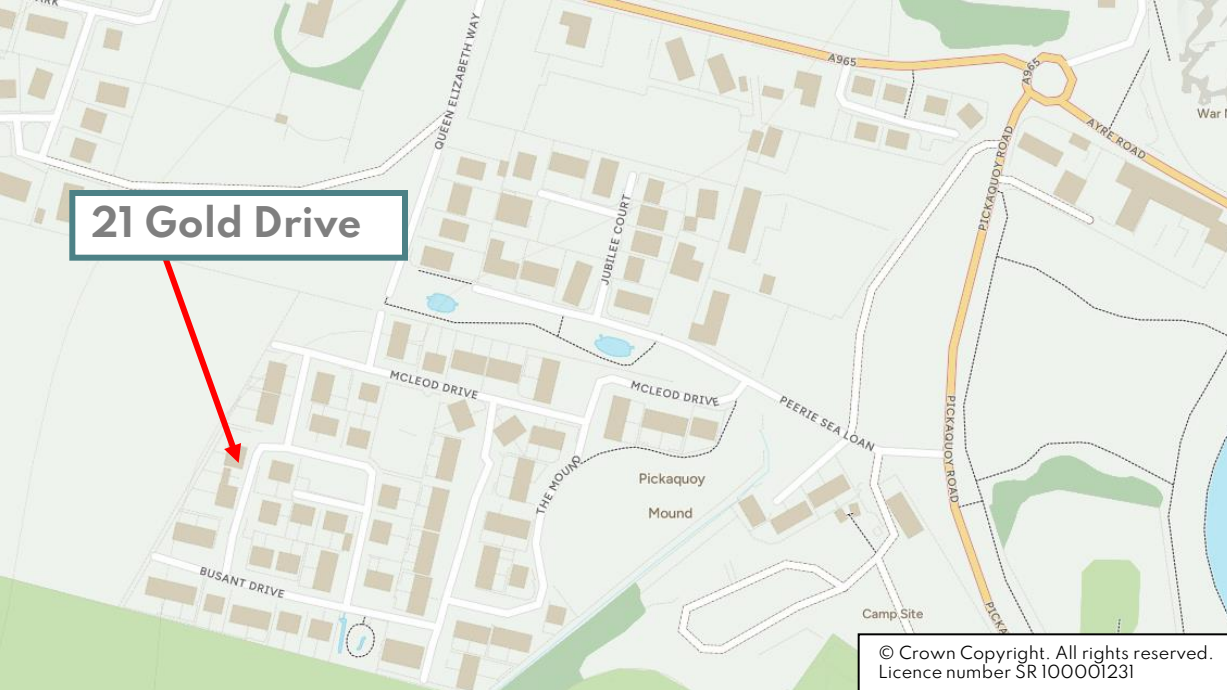 ARK
QUEEN ELIZABETH WAY
A965
A965
War M
AYRE ROAD
PICKAQUOY ROAD
21 Gold Drive
JUBILEE COURT
MCLEOD DRIVE
MCLEOD DRIVE
PEERIE SEA LOAN
PICKAQUOY ROAD
THE MOUND
Pickaquoy
Mound
BUSANT DRIVE
Camp Site
PICKA
© Crown Copyright. All rights reserved.
Licence number SR 100001231